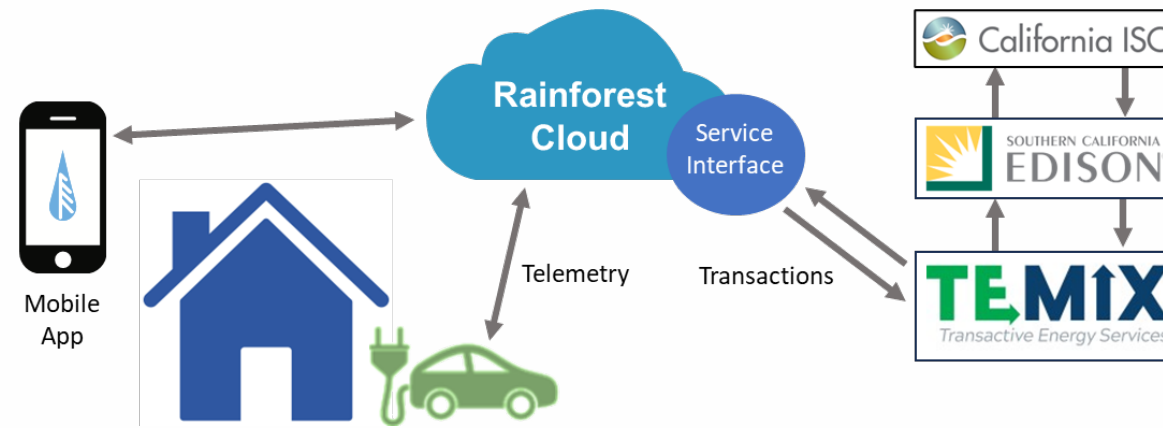 Mobile
App
Rainforest
Cloud
Service
Interface
Telemetry
Transactions
California ISO
SOUTHERN CALIFORNIA
EDISON
TEMIX
Transactive Energy Services